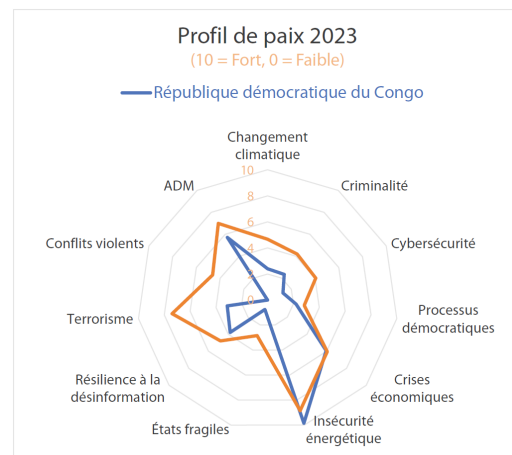 Profil de paix 2023
(10 = Fort, 0 = Faible)
République démocratique du Congo
Changement
climatique
10
8
6
4
2
0
ADM
Criminalité
Conflits violents
Cybersécurité
Terrorisme
Processus
démocratiques
Résilience à la
désinformation
Crises
économiques
États fragiles
Insécurité
énergétique